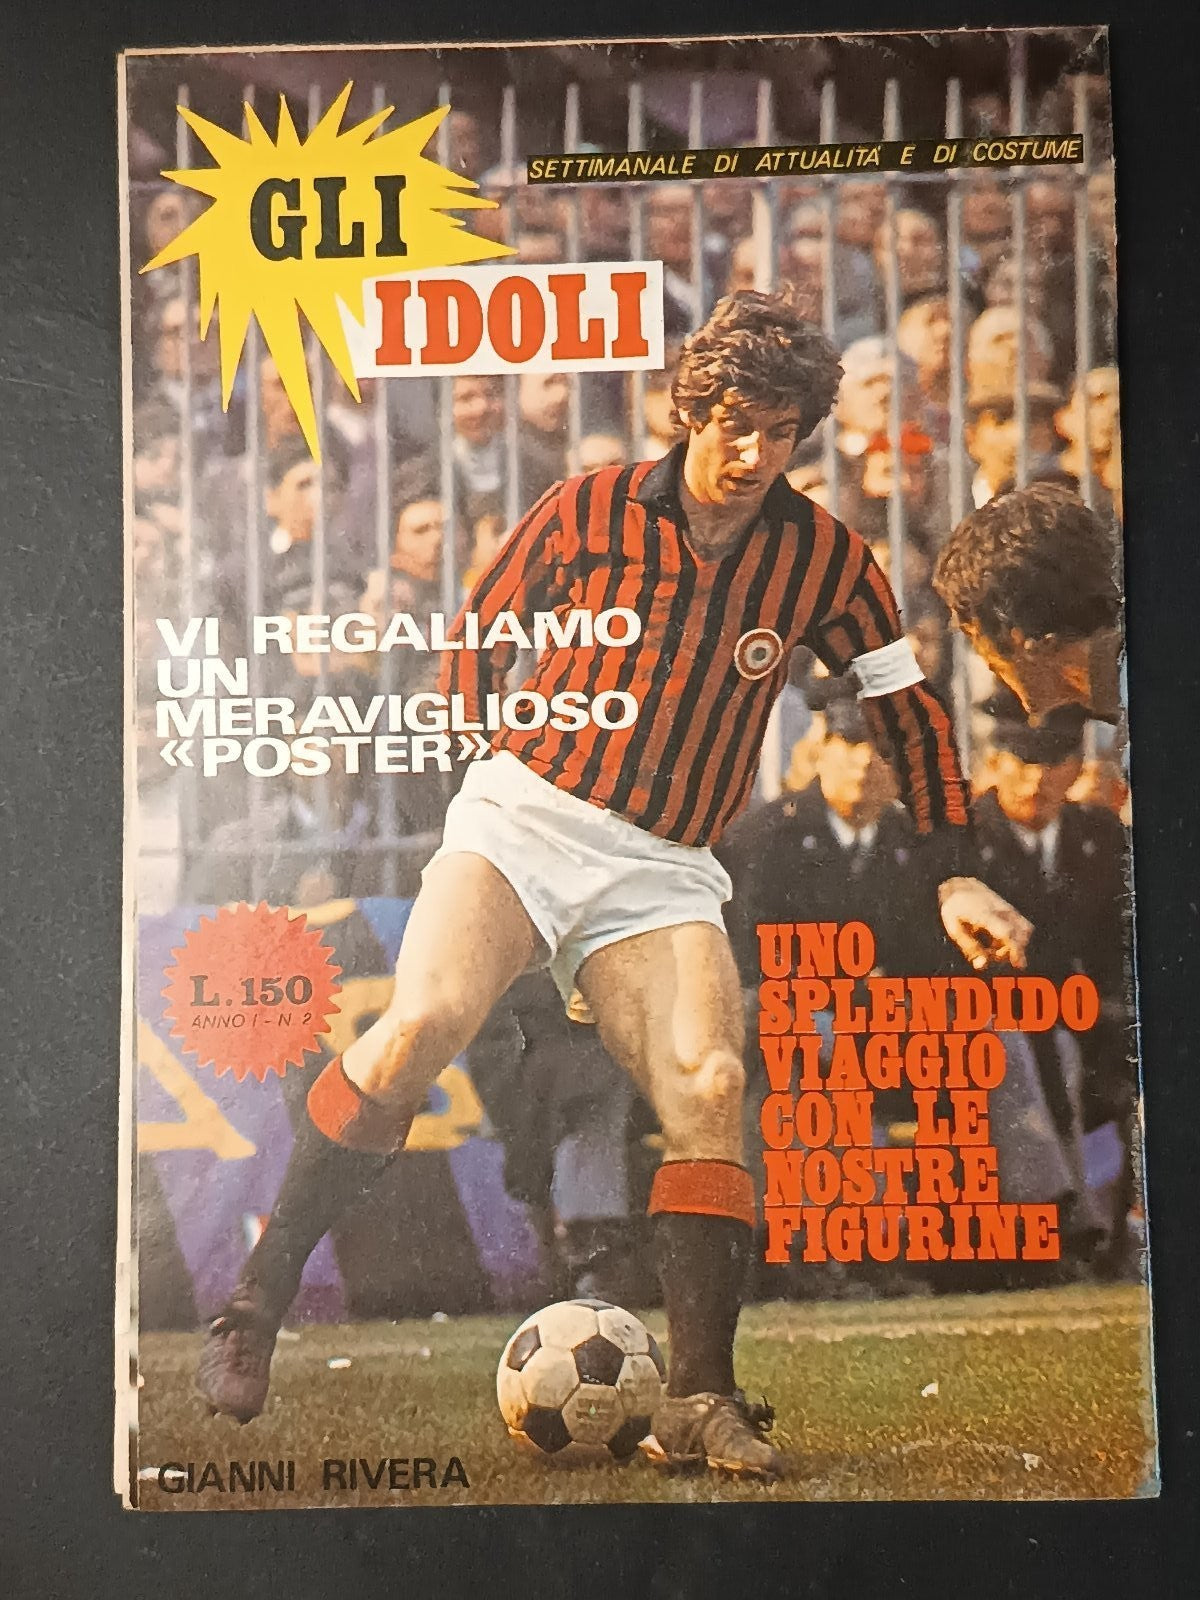 GLI
IDOLI
SETTIMANALE DI ATTUALITÀ E DI COSTUME
VI REGALIAMO
UN
MERAVIGLIOSO
«POSTER»
L.150
ANNO I - N. 2
UNO
SPLENDIDO
VIAGGIO
CON LE
NOSTRE
FIGURINE
GIANNI RIVERA